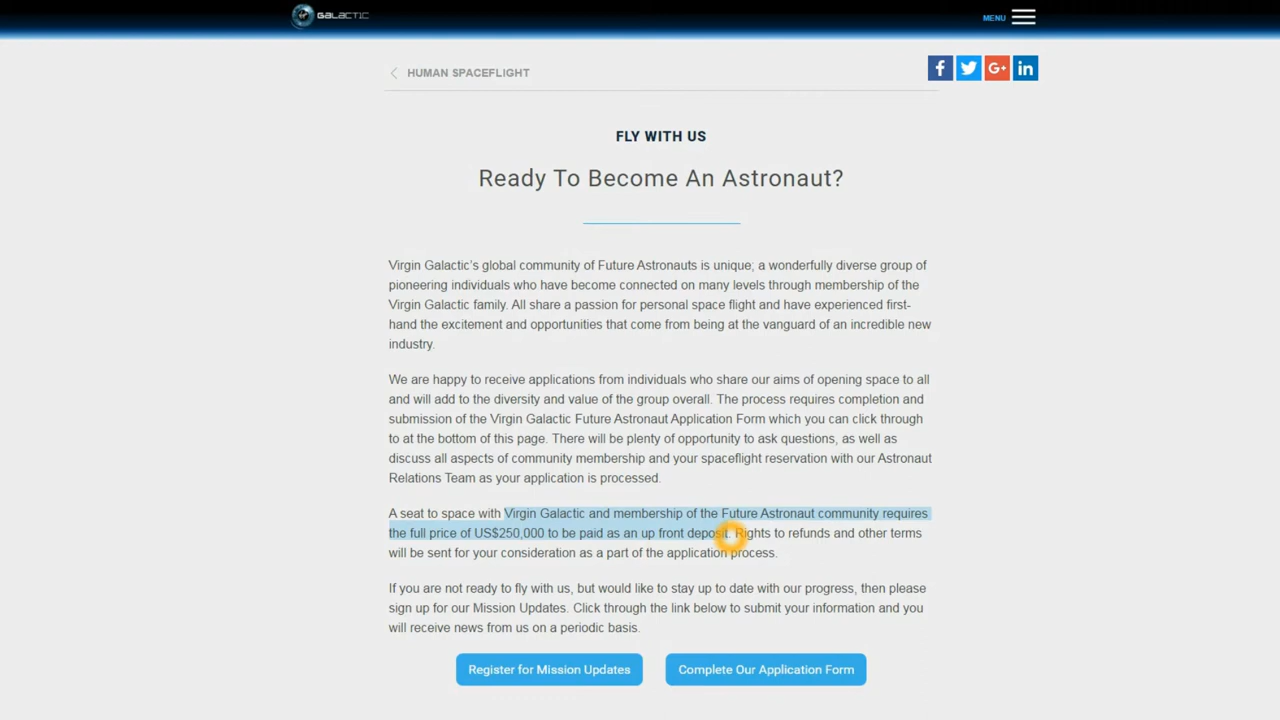 GALACTIC
MENU
HUMAN SPACEFLIGHT
FLY WITH US
Ready To Become An Astronaut?
Virgin Galactic's global community of Future Astronauts is unique; a wonderfully diverse group of
pioneering individuals who have become connected on many levels through membership of the
Virgin Galactic family. All share a passion for personal space flight and have experienced first-
hand the excitement and opportunities that come from being at the vanguard of an incredible new
industry.
We are happy to receive applications from individuals who share our aims of opening space to all
and will add to the diversity and value of the group overall. The process requires completion and
submission of the Virgin Galactic Future Astronaut Application Form which you can click through
to at the bottom of this page. There will be plenty of opportunity to ask questions, as well as
discuss all aspects of community membership and your spaceflight reservation with our Astronaut
Relations Team as your application is processed.
A seat to space with Virgin Galactic and membership of the Future Astronaut community requires
the full price of US$250,000 to be paid as an up front deposit. Rights to refunds and other terms
will be sent for your consideration as a part of the application process.
If you are not ready to fly with us, but would like to stay up to date with our progress, then please
sign up for our Mission Updates. Click through the link below to submit your information and you
will receive news from us on a periodic basis.
Register for Mission Updates
Complete Our Application Form